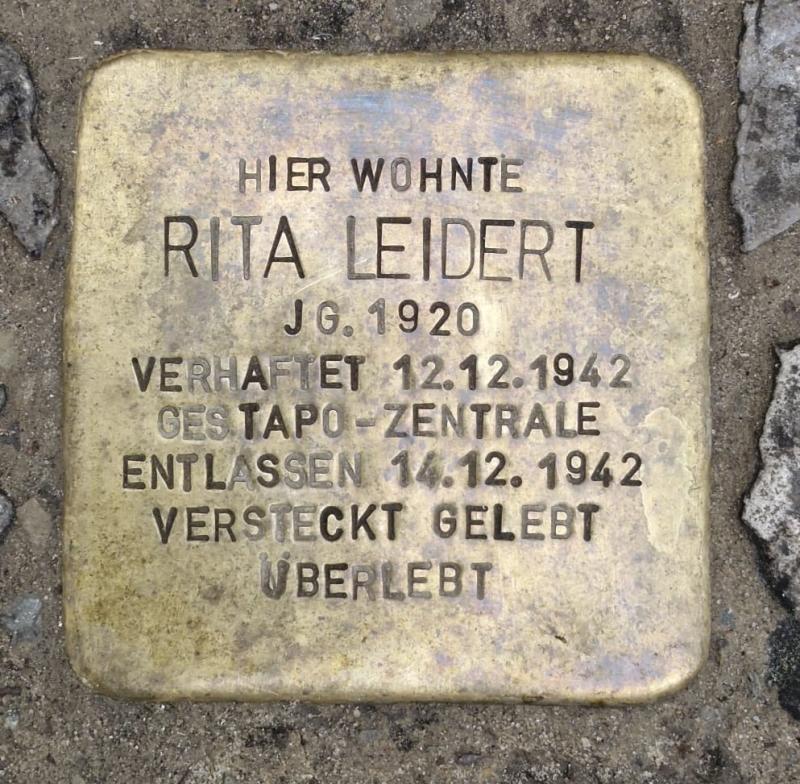 HIER WOHNTE
RITA LEIDERT
JG. 1920
VERHAFTET 12.12.1942
GESTAPO-ZENTRALE
ENTLASSEN 14.12.1942
VERSTECKT GELEBT
ÜBERLEBT